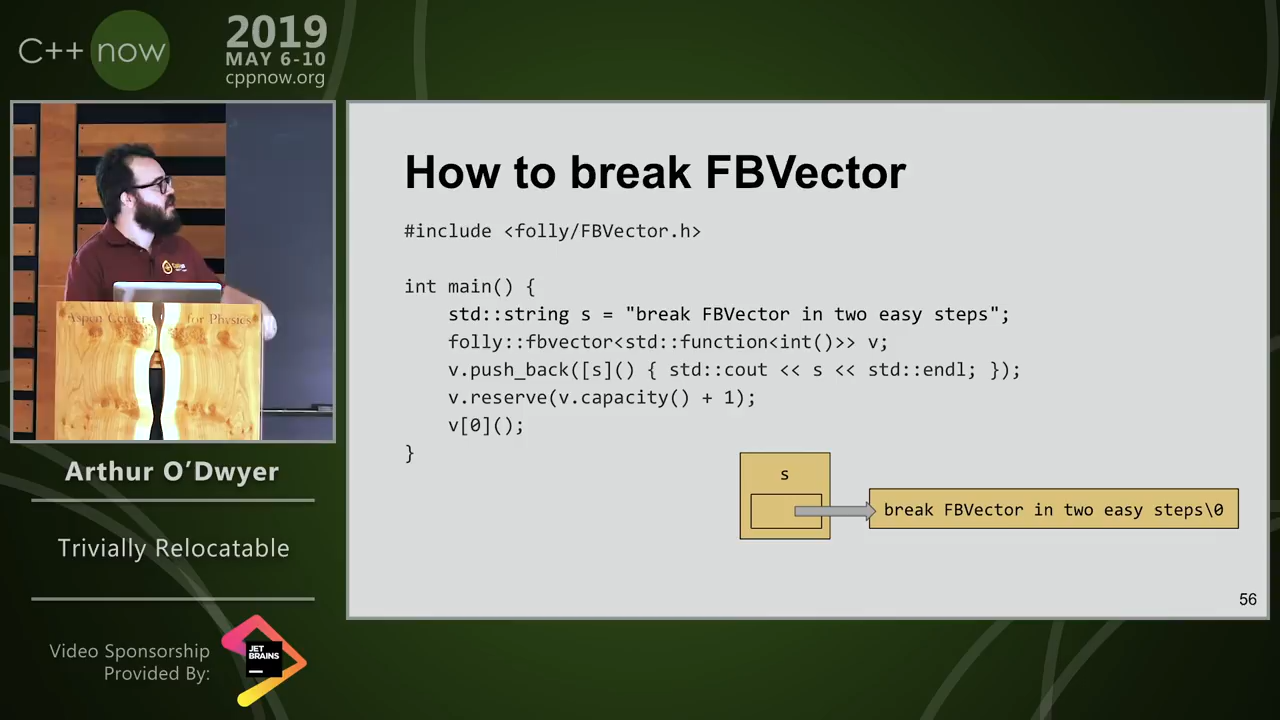 C++ now
2019
MAY 6-10
cppnow.org
Aspen Center for Physics
Arthur O’Dwyer
Trivially Relocatable
Video Sponsorship
Provided By:
JET
BRAINS
How to break FBVector
#include <folly/FBVector.h>
int main() {
    std::string s = "break FBVector in two easy steps";
    folly::fbvector<std::function<int()>> v;
    v.push_back([s]() { std::cout << s << std::endl; });
    v.reserve(v.capacity() + 1);
    v[0]();
}
s
break FBVector in two easy steps\0
56